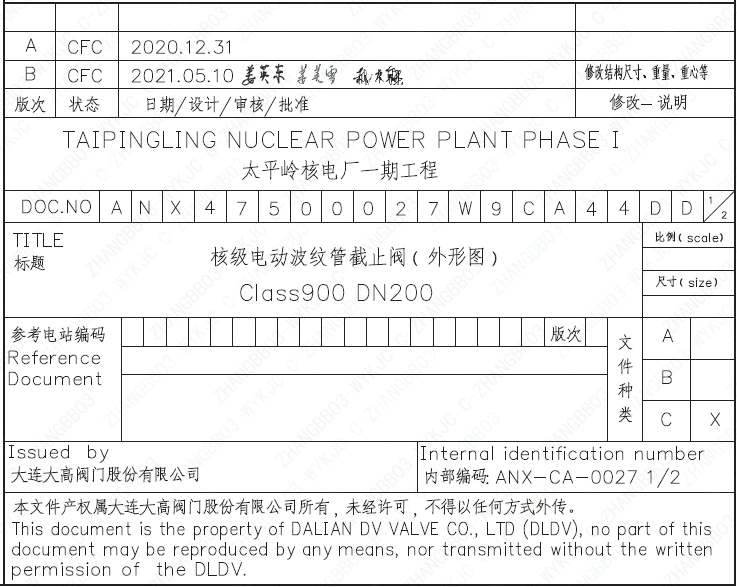 A CFC 2020.12.31
B CFC 2021.05.10 姜英东 修改结构尺寸、重量、重心等
版次 状态 日期/设计/审核/批准 修改-说明
TAIPINGLING NUCLEAR POWER PLANT PHASE I
太平岭核电厂一期工程
DOC.NO A N X 4 7 5 0 0 0 2 7 W 9 C A 4 4 D D 1/2
TITLE
标题
核级电动波纹管截止阀(外形图)
Class900 DN200
比例(scale)
尺寸(size)
参考电站编码
Reference
Document
版次
文件种类
A
B
C X
Issued by
大连大高阀门股份有限公司
Internal identification number
内部编码: ANX-CA-0027 1/2
本文件产权属大连大高阀门股份有限公司所有，未经许可，不得以任何方式外传。
This document is the property of DALIAN DV VALVE CO., LTD (DLDV), no part of this
document may be reproduced by any means, nor transmitted without the written
permission of the DLDV.